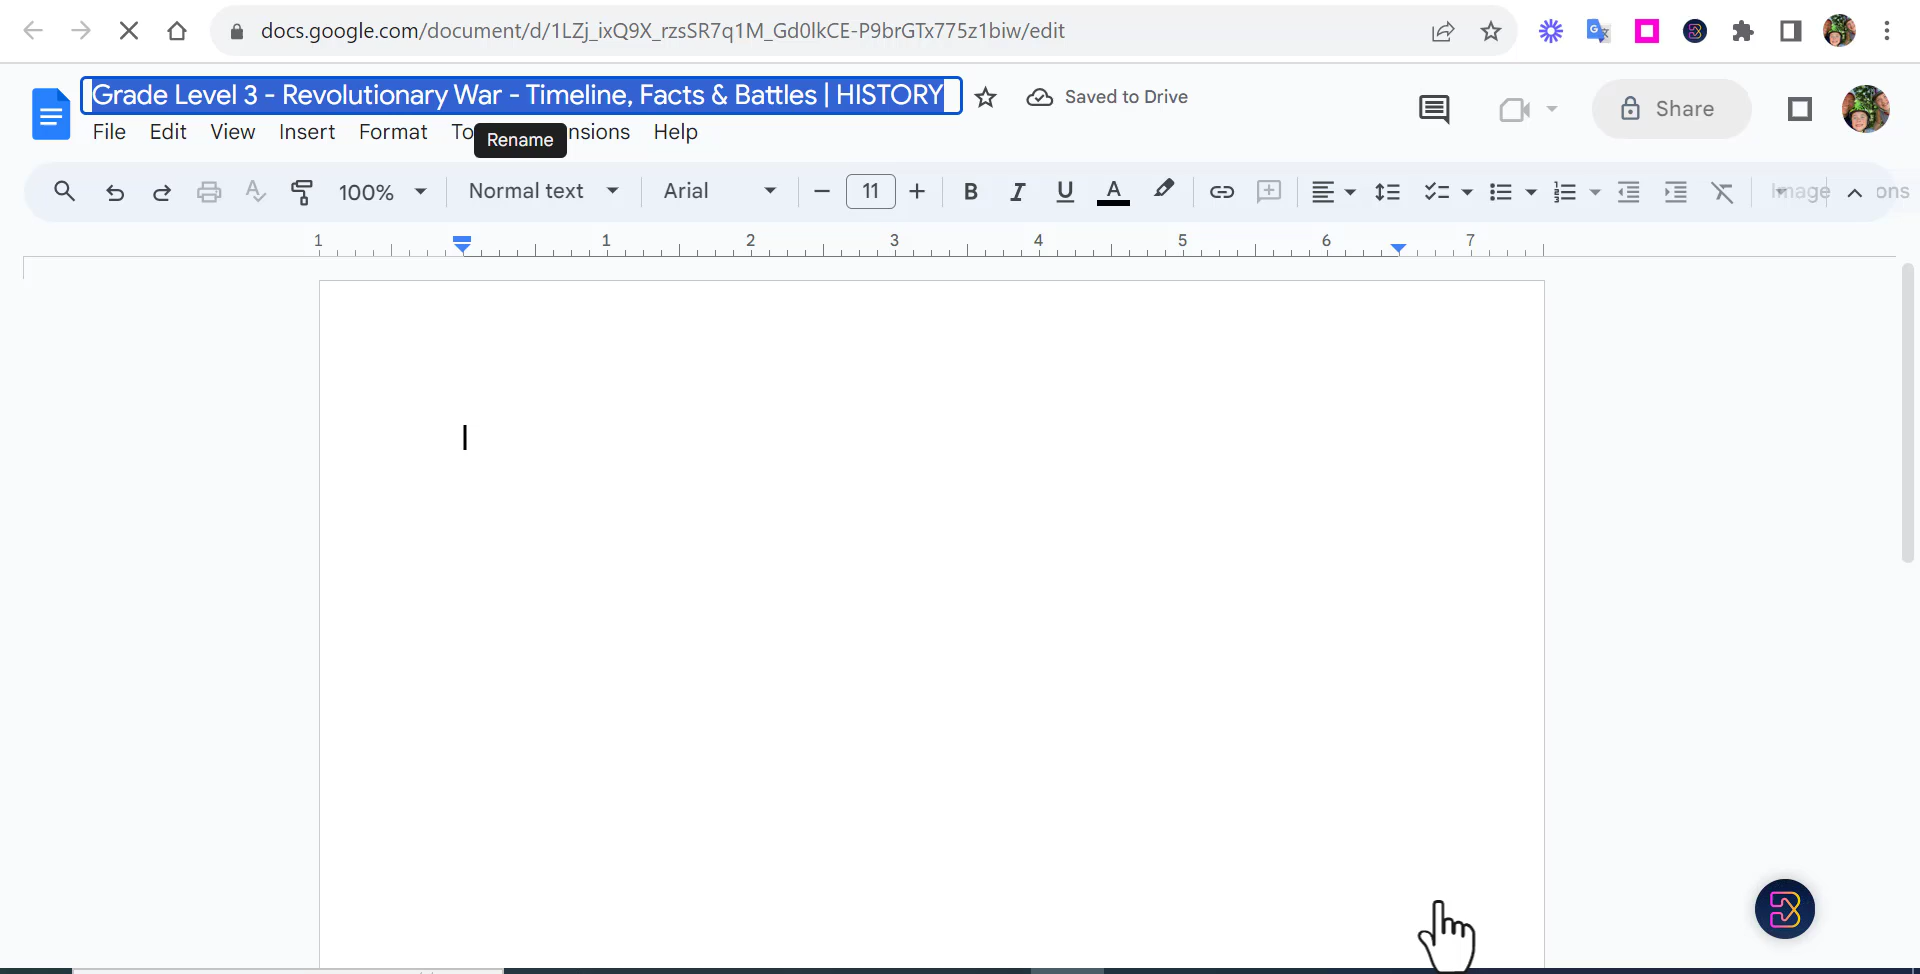 docs.google.com/document/d/1LZj_ixQ9X_rzsSR7q1M_Gd0lkCE-P9brGTx775z1biw/edit
Grade Level 3 - Revolutionary War - Timeline, Facts & Battles | HISTORY
Saved to Drive
Share
File Edit View Insert Format To nsions Help
Rename
100% Normal text Arial 11 B I U A Image ons
1 1 2 3 4 5 6 7